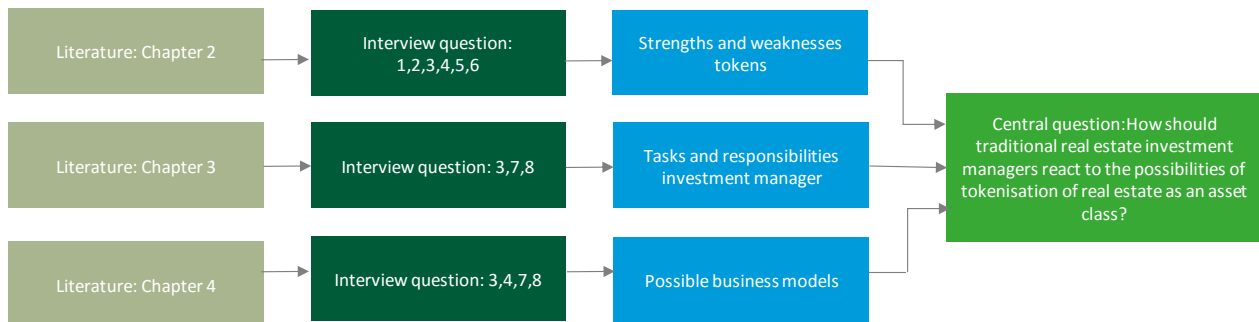 Literature: Chapter 2
Interview question:
1,2,3,4,5,6
Strengths and weaknesses
tokens
Literature: Chapter 3
Interview question: 3,7,8
Tasks and responsibilities
investment manager
Literature: Chapter 4
Interview question: 3,4,7,8
Possible business models
Central question:How should
traditional real estate investment
managers react to the possibilities of
tokenisation of real estate as an asset
class?